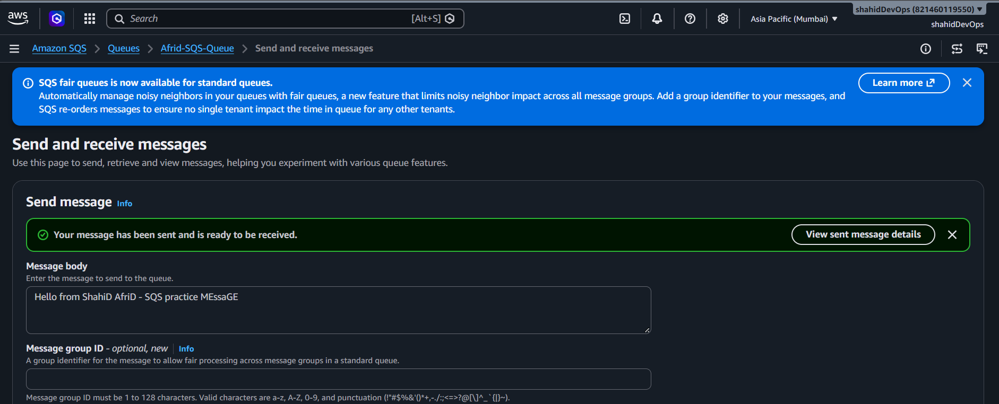 aws
Search [Alt+S]
Asia Pacific (Mumbai) ▼
shahidDevOps (821460119550) ▼
shahidDevOps
Amazon SQS > Queues > Afrid-SQS-Queue > Send and receive messages
SQS fair queues is now available for standard queues.
Automatically manage noisy neighbors in your queues with fair queues, a new feature that limits noisy neighbor impact across all message groups. Add a group identifier to your messages, and
SQS re-orders messages to ensure no single tenant impact the time in queue for any other tenants.
Learn more
Send and receive messages
Use this page to send, retrieve and view messages, helping you experiment with various queue features.
Send message Info
Your message has been sent and is ready to be received.
View sent message details
Message body
Enter the message to send to the queue.
Hello from ShahiD AfriD - SQS practice MEssaGE
Message group ID - optional, new | Info
A group identifier for the message to allow fair processing across message groups in a standard queue.
Message group ID must be 1 to 128 characters. Valid characters are a-z, A-Z, 0-9, and punctuation (!"#$%&'()*+,-./:;<=>?@[\]^_`{|}~).